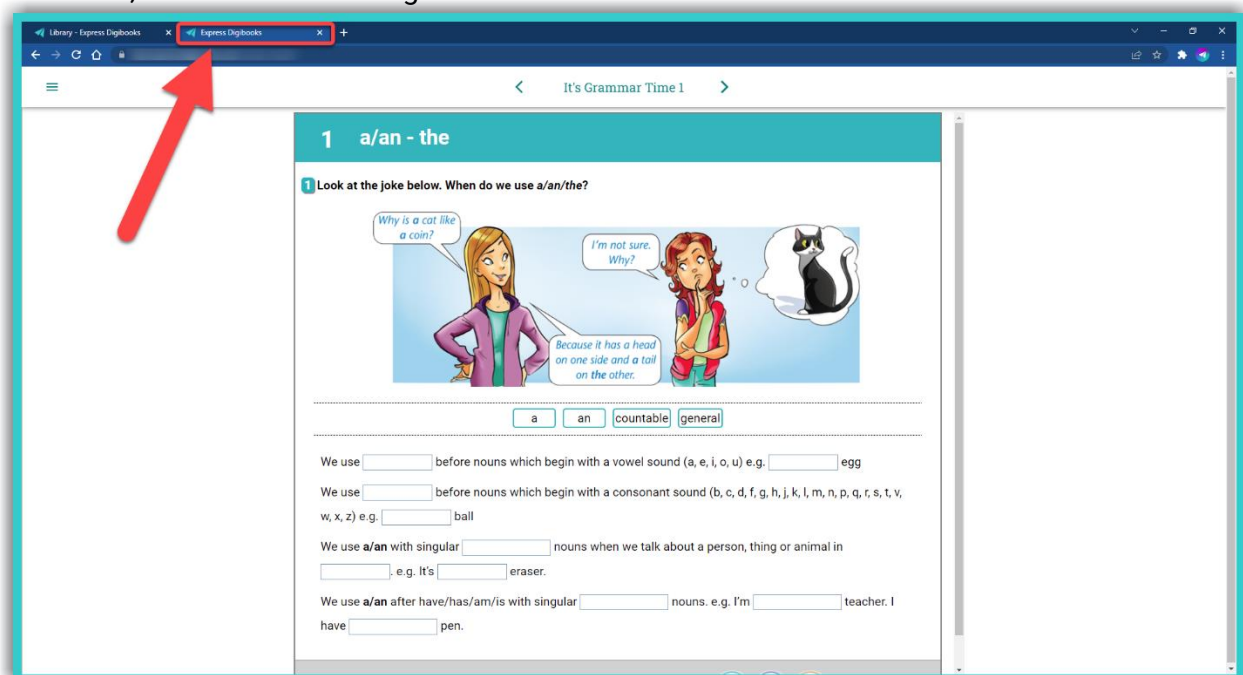 Library - Express Digibooks
Express Digibooks
It's Grammar Time 1
1 a/an - the
1 Look at the joke below. When do we use a/an/the?
Why is a cat like
a coin?
I'm not sure.
Why?
Because it has a head
on one side and a tail
on the other.
a an countable general
We use before nouns which begin with a vowel sound (a, e, i, o, u) e.g. egg
We use before nouns which begin with a consonant sound (b, c, d, f, g, h, j, k, l, m, n, p, q, r, s, t, v,
w, x, z) e.g. ball
We use a/an with singular nouns when we talk about a person, thing or animal in
. e.g. It's eraser.
We use a/an after have/has/am/is with singular nouns. e.g. I'm teacher. I
have pen.